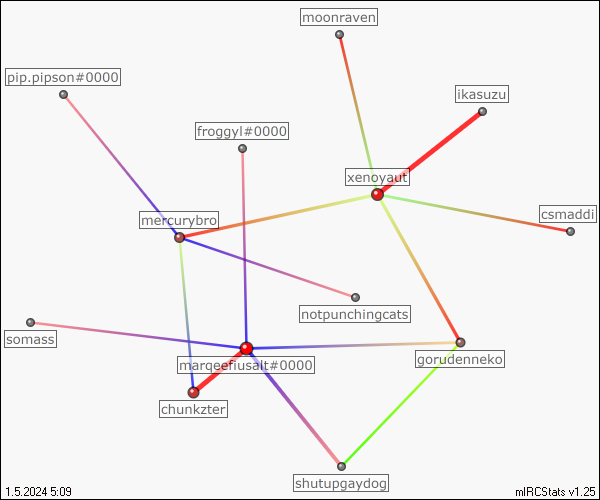 moonraven
pip.pipson#0000
ikasuzu
froggyl#0000
xenoyaut
mercurybro
csmaddi
notpunchingcats
somass
marqeefiusalt#0000
gorudenneko
chunkzter
shutupgaydog
1.5.2024 5:09
mIRCStats v1.25